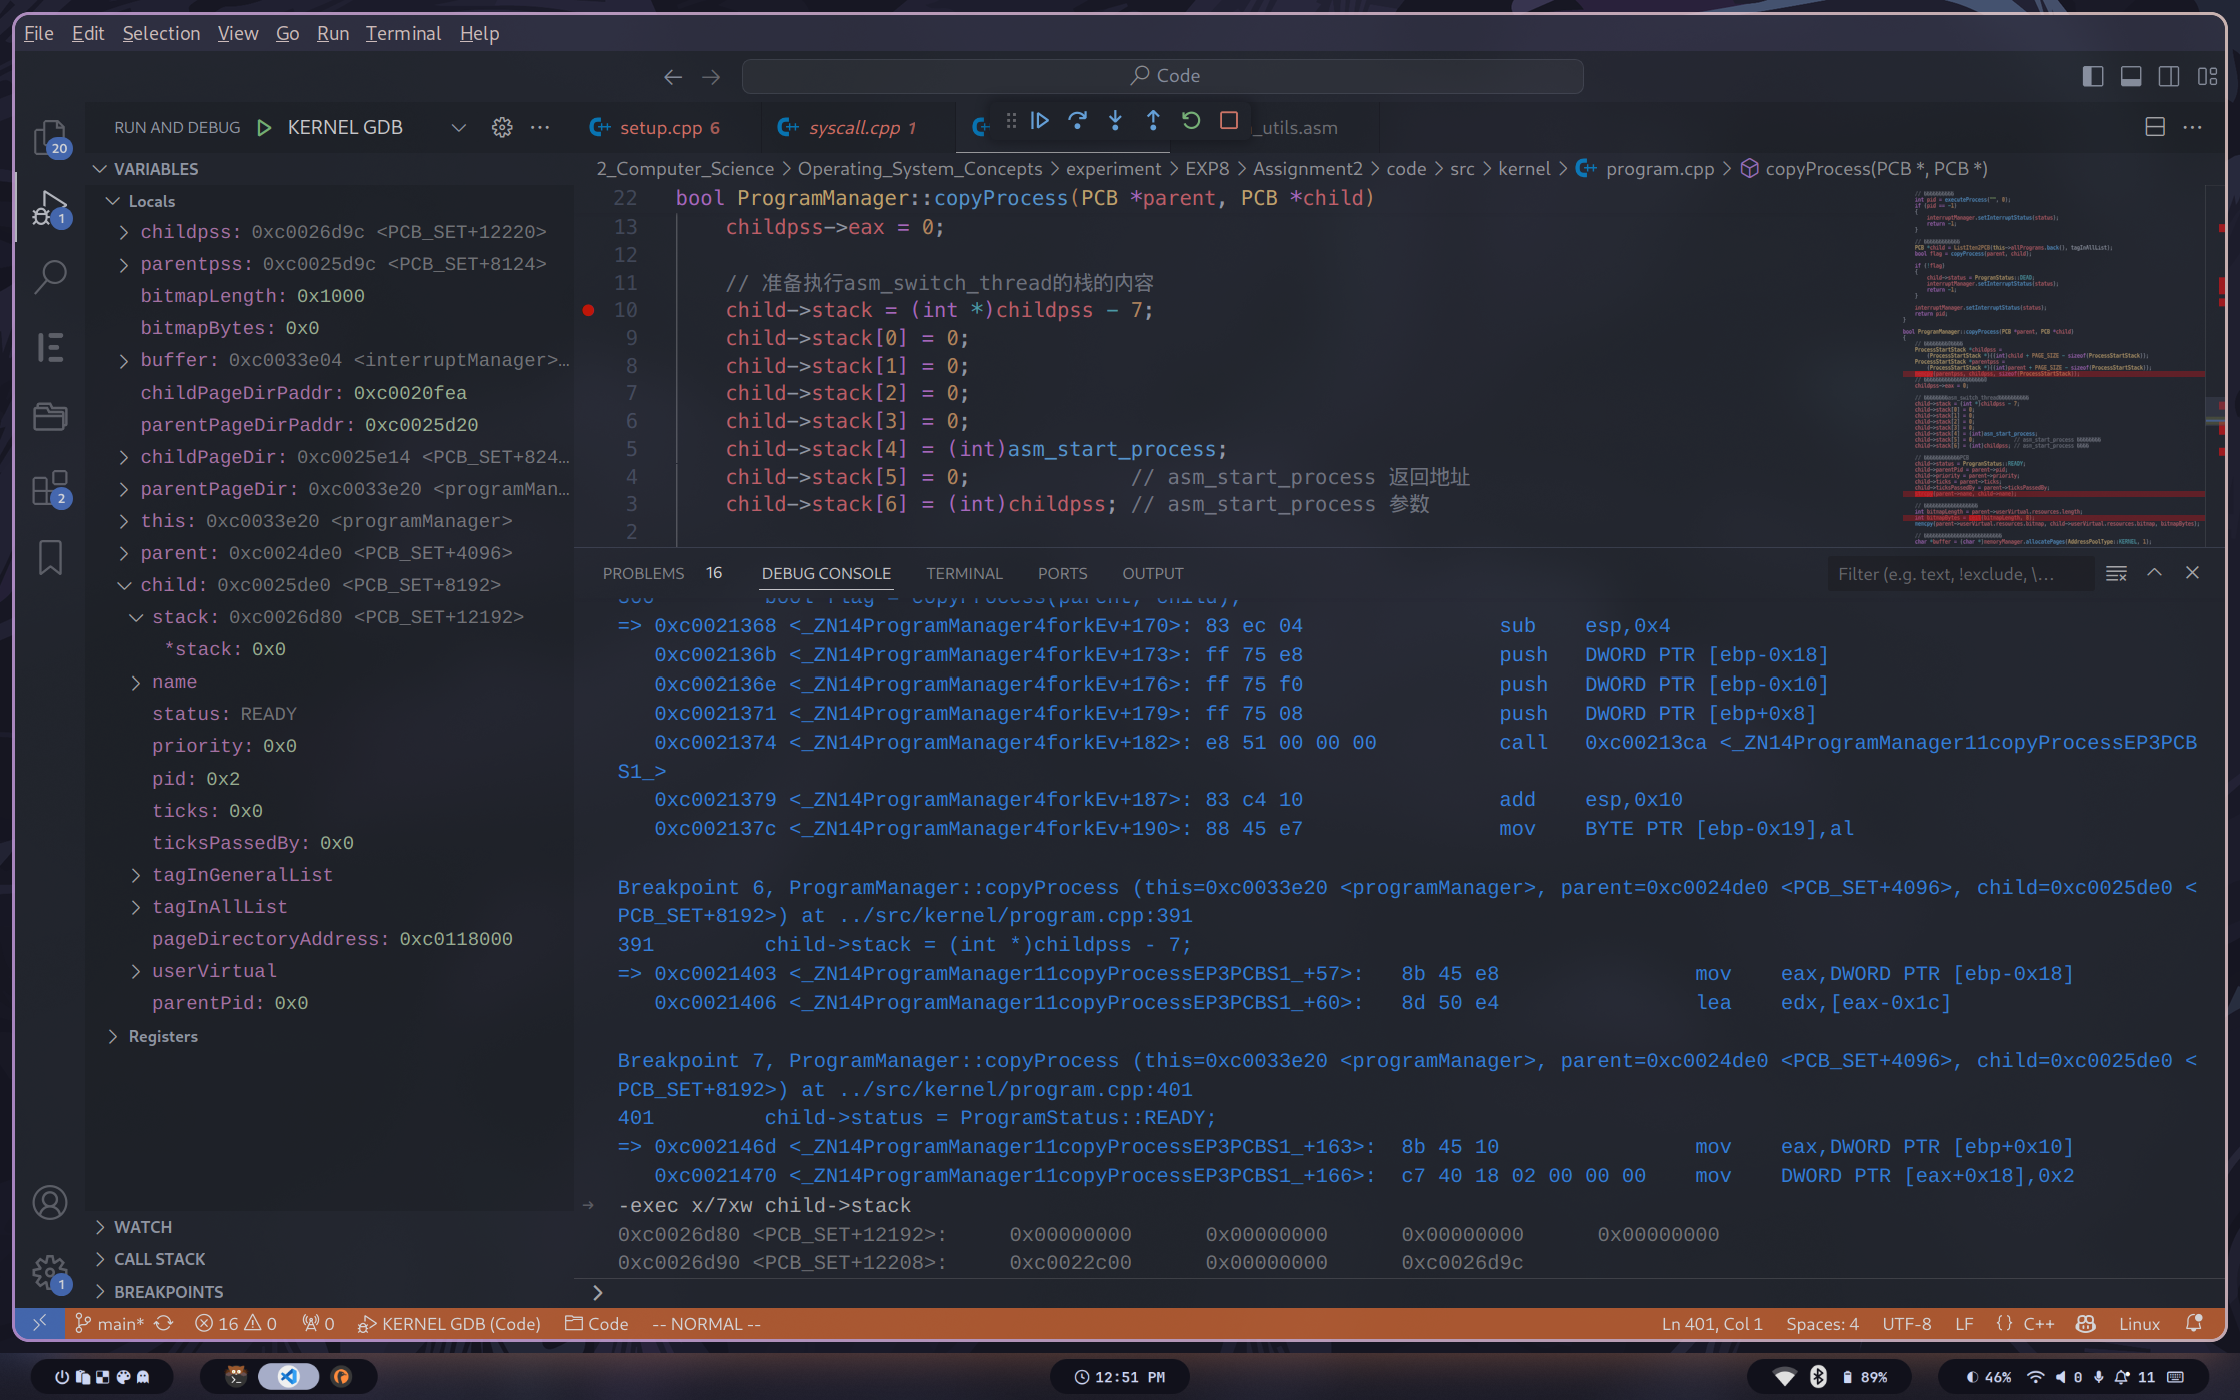 File Edit Selection View Go Run Terminal Help
Code
RUN AND DEBUG KERNEL GDB
setup.cpp 6 syscall.cpp 1 _utils.asm
2_Computer_Science > Operating_System_Concepts > experiment > EXP8 > Assignment2 > code > src > kernel > program.cpp > copyProcess(PCB *, PCB *)
20
1
2
VARIABLES
Locals
childpss: 0xc0026d9c <PCB_SET+12220>
parentpss: 0xc0025d9c <PCB_SET+8124>
bitmapLength: 0x1000
bitmapBytes: 0x0
buffer: 0xc0033e04 <interruptManager>…
childPageDirPaddr: 0xc0020fea
parentPageDirPaddr: 0xc0025d20
childPageDir: 0xc0025e14 <PCB_SET+824…
parentPageDir: 0xc0033e20 <programMan…
this: 0xc0033e20 <programManager>
parent: 0xc0024de0 <PCB_SET+4096>
child: 0xc0025de0 <PCB_SET+8192>
stack: 0xc0026d80 <PCB_SET+12192>
*stack: 0x0
name
status: READY
priority: 0x0
pid: 0x2
ticks: 0x0
ticksPassedBy: 0x0
tagInGeneralList
tagInAllList
pageDirectoryAddress: 0xc0118000
userVirtual
parentPid: 0x0
Registers
WATCH
CALL STACK
BREAKPOINTS
1
22 bool ProgramManager::copyProcess(PCB *parent, PCB *child)
13 childpss->eax = 0;
12
11 // 准备执行asm_switch_thread的栈的内容
10 child->stack = (int *)childpss - 7;
9 child->stack[0] = 0;
8 child->stack[1] = 0;
7 child->stack[2] = 0;
6 child->stack[3] = 0;
5 child->stack[4] = (int)asm_start_process;
4 child->stack[5] = 0; // asm_start_process 返回地址
3 child->stack[6] = (int)childpss; // asm_start_process 参数
2
PROBLEMS 16 DEBUG CONSOLE TERMINAL PORTS OUTPUT Filter (e.g. text, !exclude, \…
366 bool flag = copyProcess(parent, child);
=> 0xc0021368 <_ZN14ProgramManager4forkEv+170>: 83 ec 04 sub esp,0x4
0xc002136b <_ZN14ProgramManager4forkEv+173>: ff 75 e8 push DWORD PTR [ebp-0x18]
0xc002136e <_ZN14ProgramManager4forkEv+176>: ff 75 f0 push DWORD PTR [ebp-0x10]
0xc0021371 <_ZN14ProgramManager4forkEv+179>: ff 75 08 push DWORD PTR [ebp+0x8]
0xc0021374 <_ZN14ProgramManager4forkEv+182>: e8 51 00 00 00 call 0xc00213ca <_ZN14ProgramManager11copyProcessEP3PCB
S1_>
0xc0021379 <_ZN14ProgramManager4forkEv+187>: 83 c4 10 add esp,0x10
0xc002137c <_ZN14ProgramManager4forkEv+190>: 88 45 e7 mov BYTE PTR [ebp-0x19],al
Breakpoint 6, ProgramManager::copyProcess (this=0xc0033e20 <programManager>, parent=0xc0024de0 <PCB_SET+4096>, child=0xc0025de0 <
PCB_SET+8192>) at ../src/kernel/program.cpp:391
391 child->stack = (int *)childpss - 7;
=> 0xc0021403 <_ZN14ProgramManager11copyProcessEP3PCBS1_+57>: 8b 45 e8 mov eax,DWORD PTR [ebp-0x18]
0xc0021406 <_ZN14ProgramManager11copyProcessEP3PCBS1_+60>: 8d 50 e4 lea edx,[eax-0x1c]
Breakpoint 7, ProgramManager::copyProcess (this=0xc0033e20 <programManager>, parent=0xc0024de0 <PCB_SET+4096>, child=0xc0025de0 <
PCB_SET+8192>) at ../src/kernel/program.cpp:401
401 child->status = ProgramStatus::READY;
=> 0xc002146d <_ZN14ProgramManager11copyProcessEP3PCBS1_+163>: 8b 45 10 mov eax,DWORD PTR [ebp+0x10]
0xc0021470 <_ZN14ProgramManager11copyProcessEP3PCBS1_+166>: c7 40 18 02 00 00 00 mov DWORD PTR [eax+0x18],0x2
-exec x/7xw child->stack
0xc0026d80 <PCB_SET+12192>: 0x00000000 0x00000000 0x00000000 0x00000000
0xc0026d90 <PCB_SET+12208>: 0xc0022c00 0x00000000 0xc0026d9c
main* 16 0 0 KERNEL GDB (Code) Code -- NORMAL -- Ln 401, Col 1 Spaces: 4 UTF-8 LF {} C++ Linux
12:51 PM 89% 46% 0 11